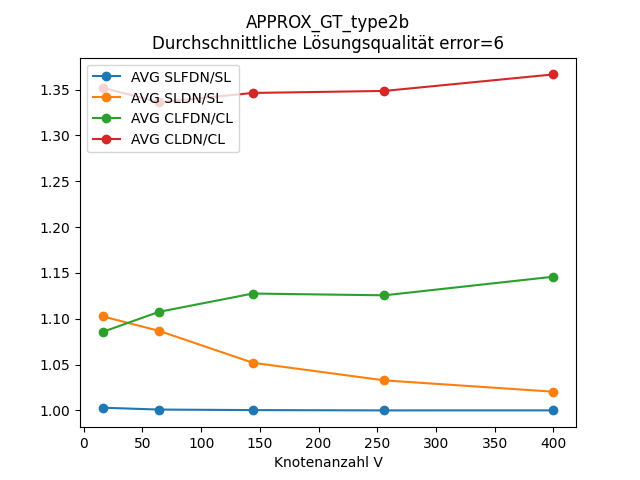 APPROX_GT_type2b
Durchschnittliche Lösungsqualität error=6
AVG SLFDN/SL
AVG SLDN/SL
AVG CLFDN/CL
AVG CLDN/CL
1.35
1.30
1.25
1.20
1.15
1.10
1.05
1.00
0 50 100 150 200 250 300 350 400
Knotenanzahl V